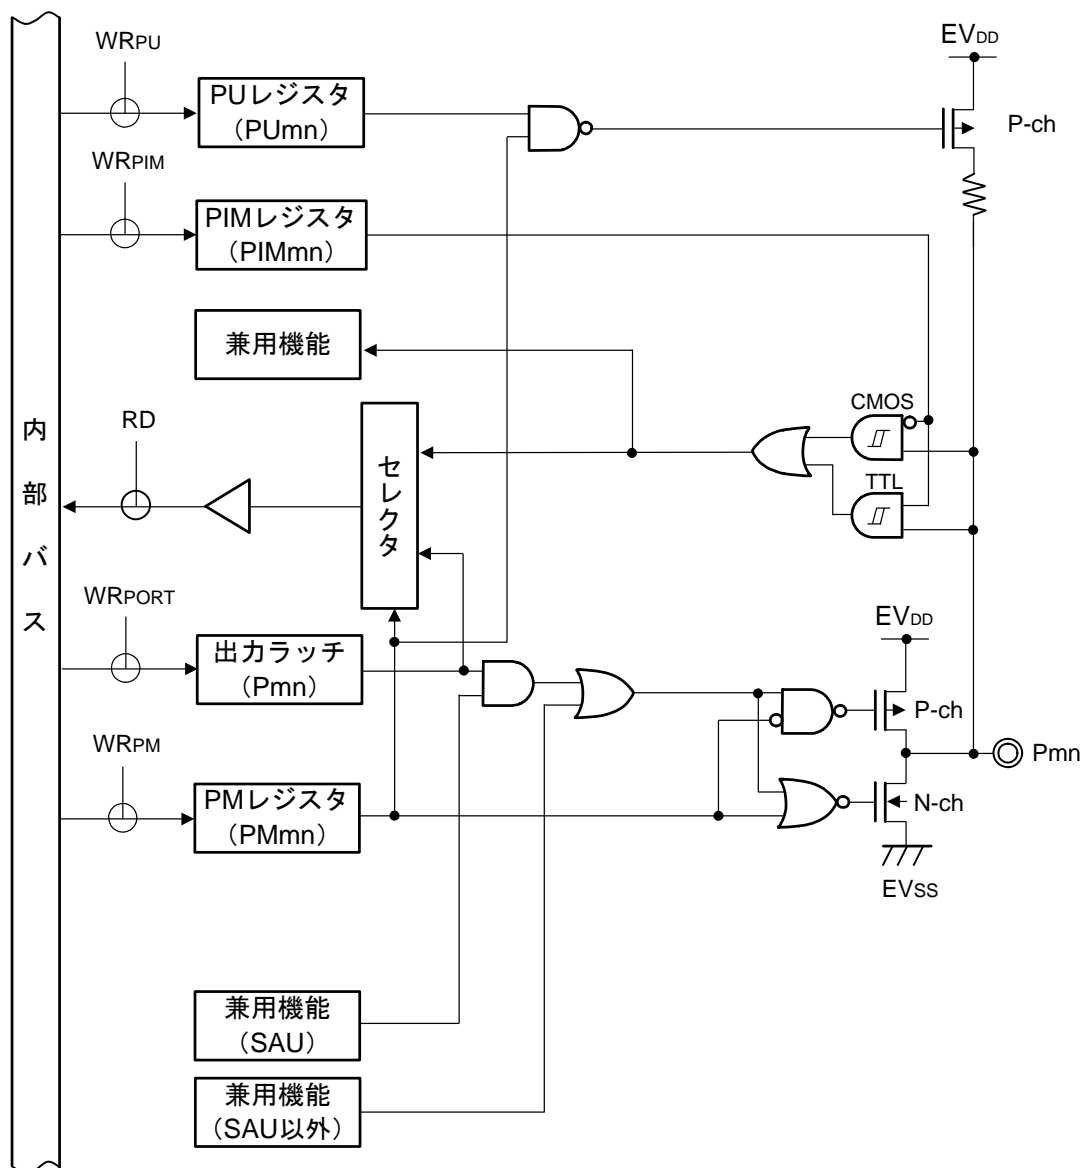 WRPU
PUレジスタ
（PUmn）
EVDD
P-ch
WRPIM
PIMレジスタ
（PIMmn）
兼用機能
CMOS
TTL
RD
セレクタ
内部バス
WRPORT
出力ラッチ
（Pmn）
EVDD
P-ch
Pmn
WRPM
PMレジスタ
（PMmn）
N-ch
EVSS
兼用機能
（SAU）
兼用機能
（SAU以外）